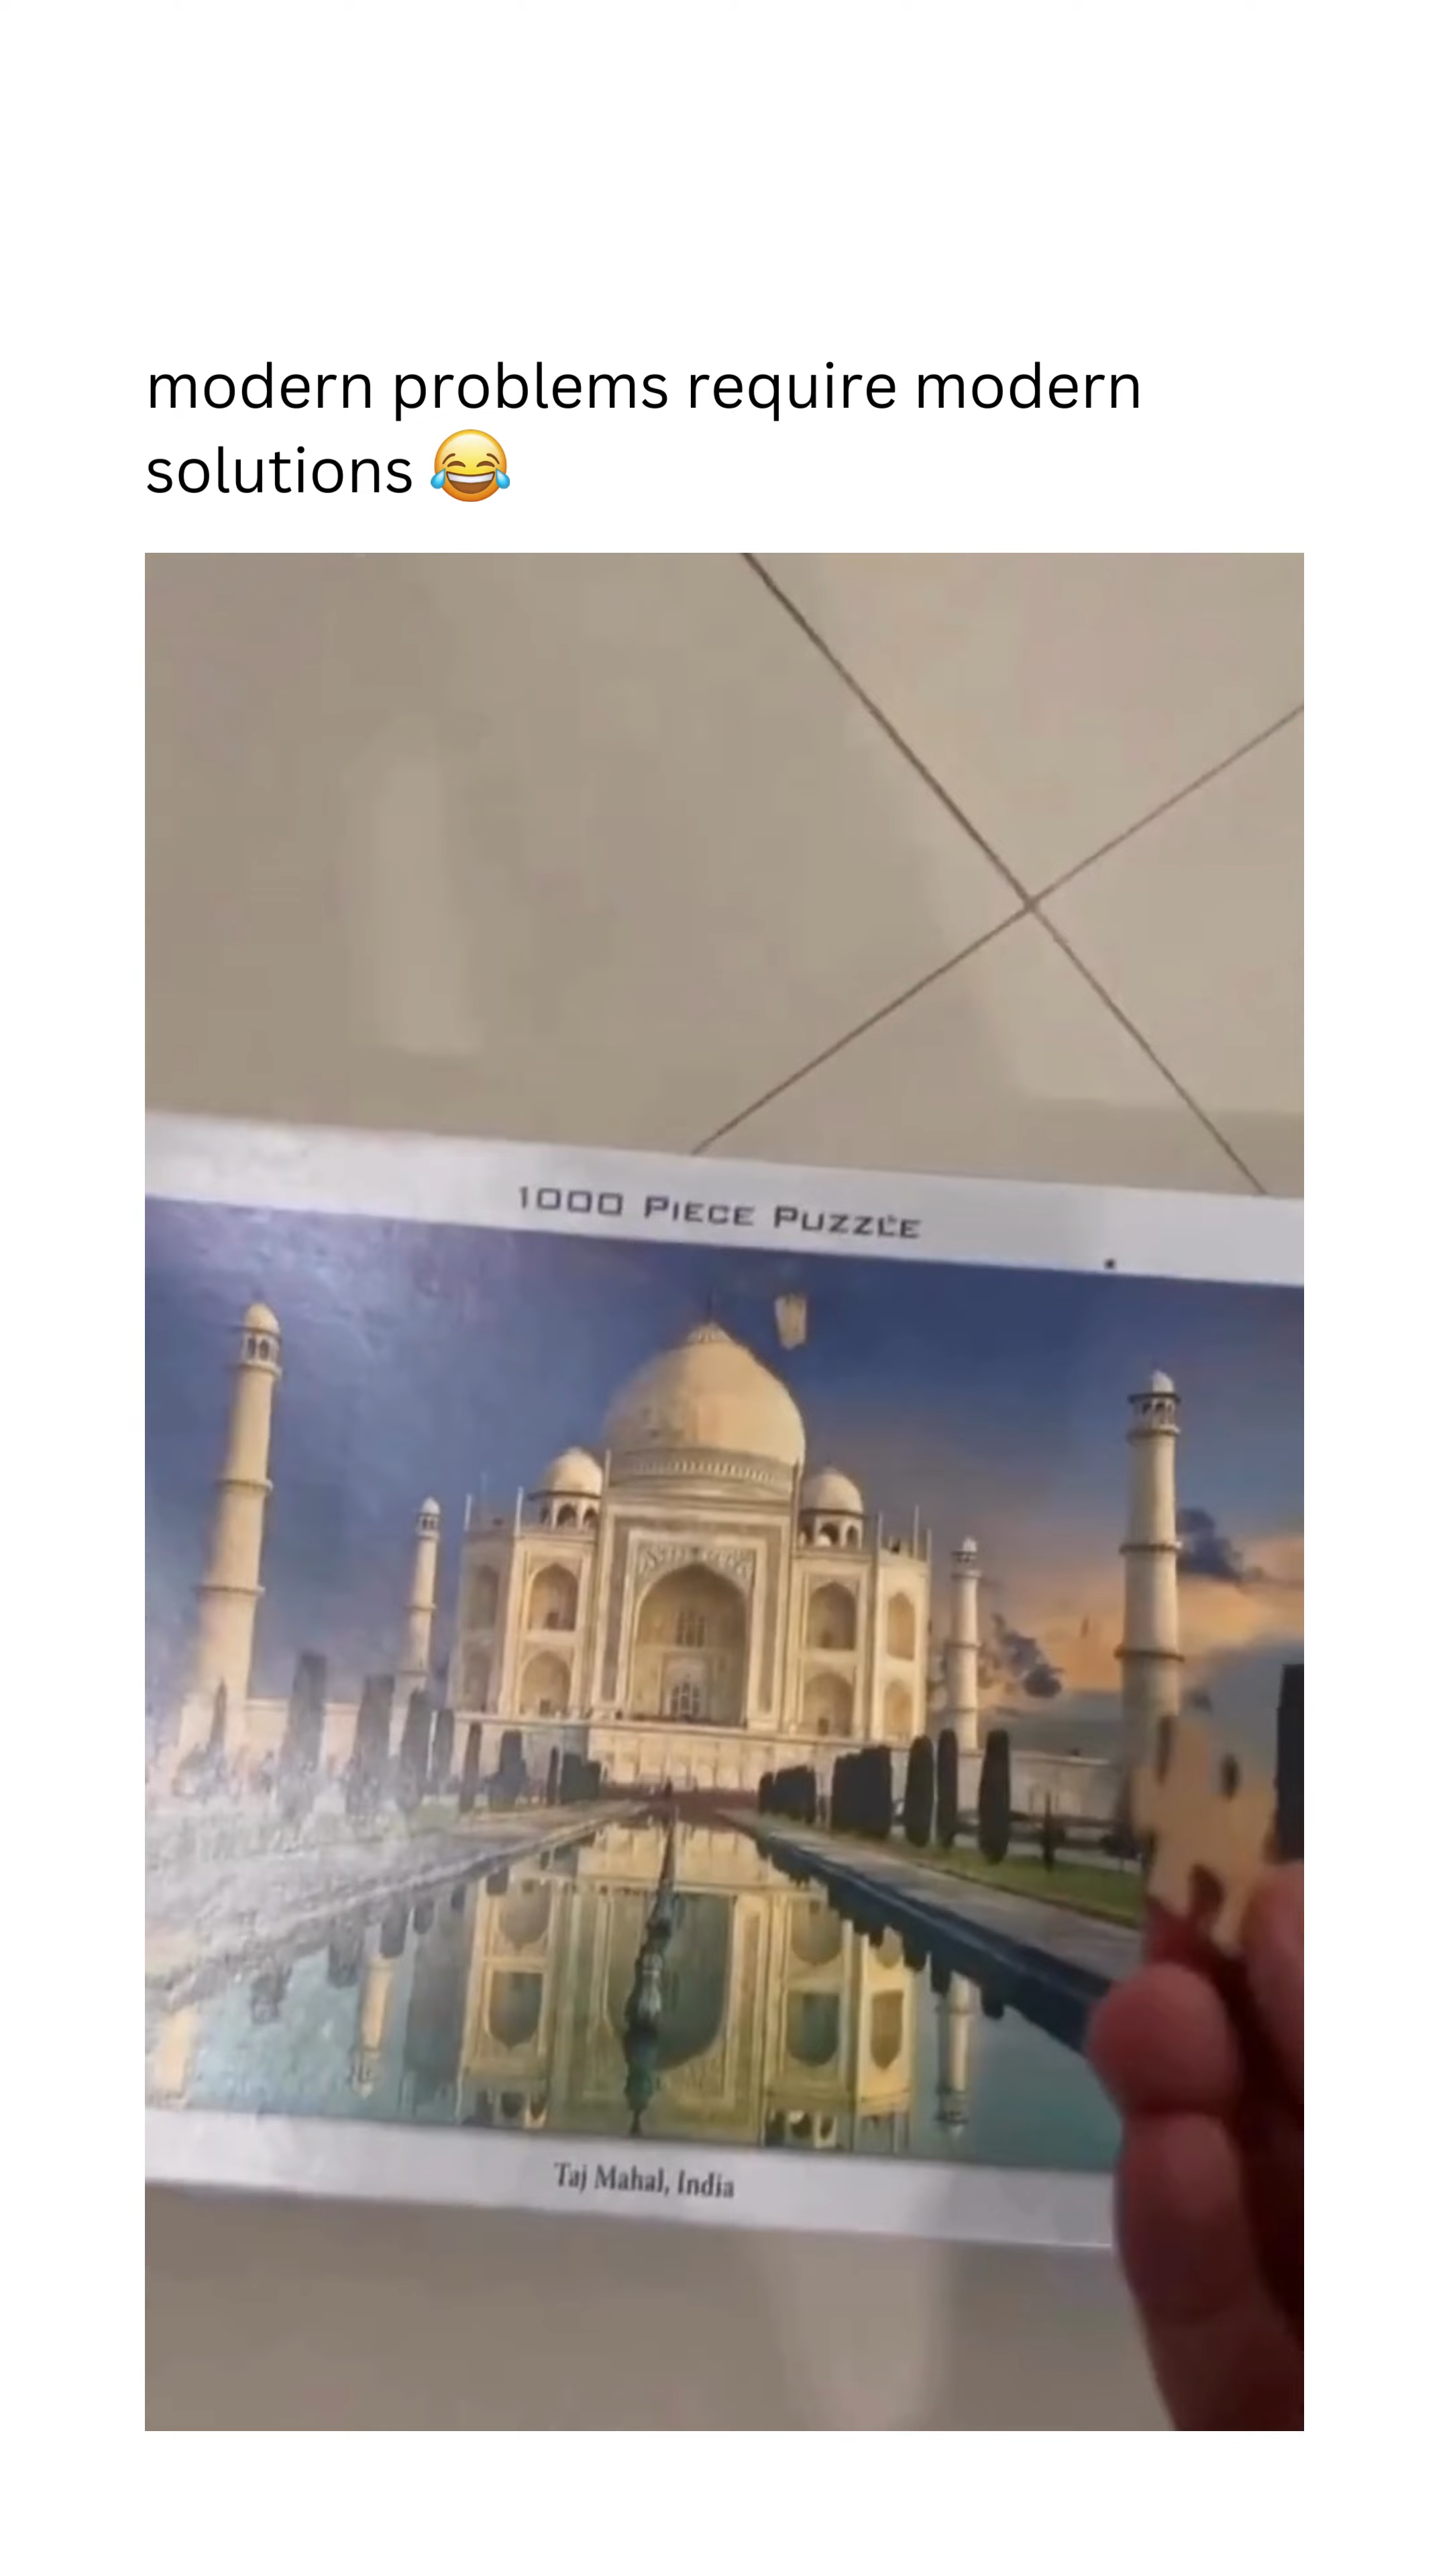 modern problems require modern
solutions 😂
1000 PIECE PUZZLE
Taj Mahal, India